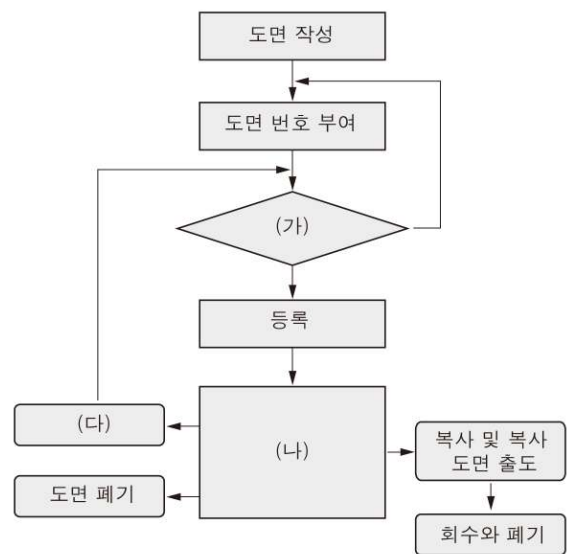 도면 작성
도면 번호 부여
(가)
등록
(다)
(나)
복사 및 복사
도면 출도
도면 폐기
회수와 폐기